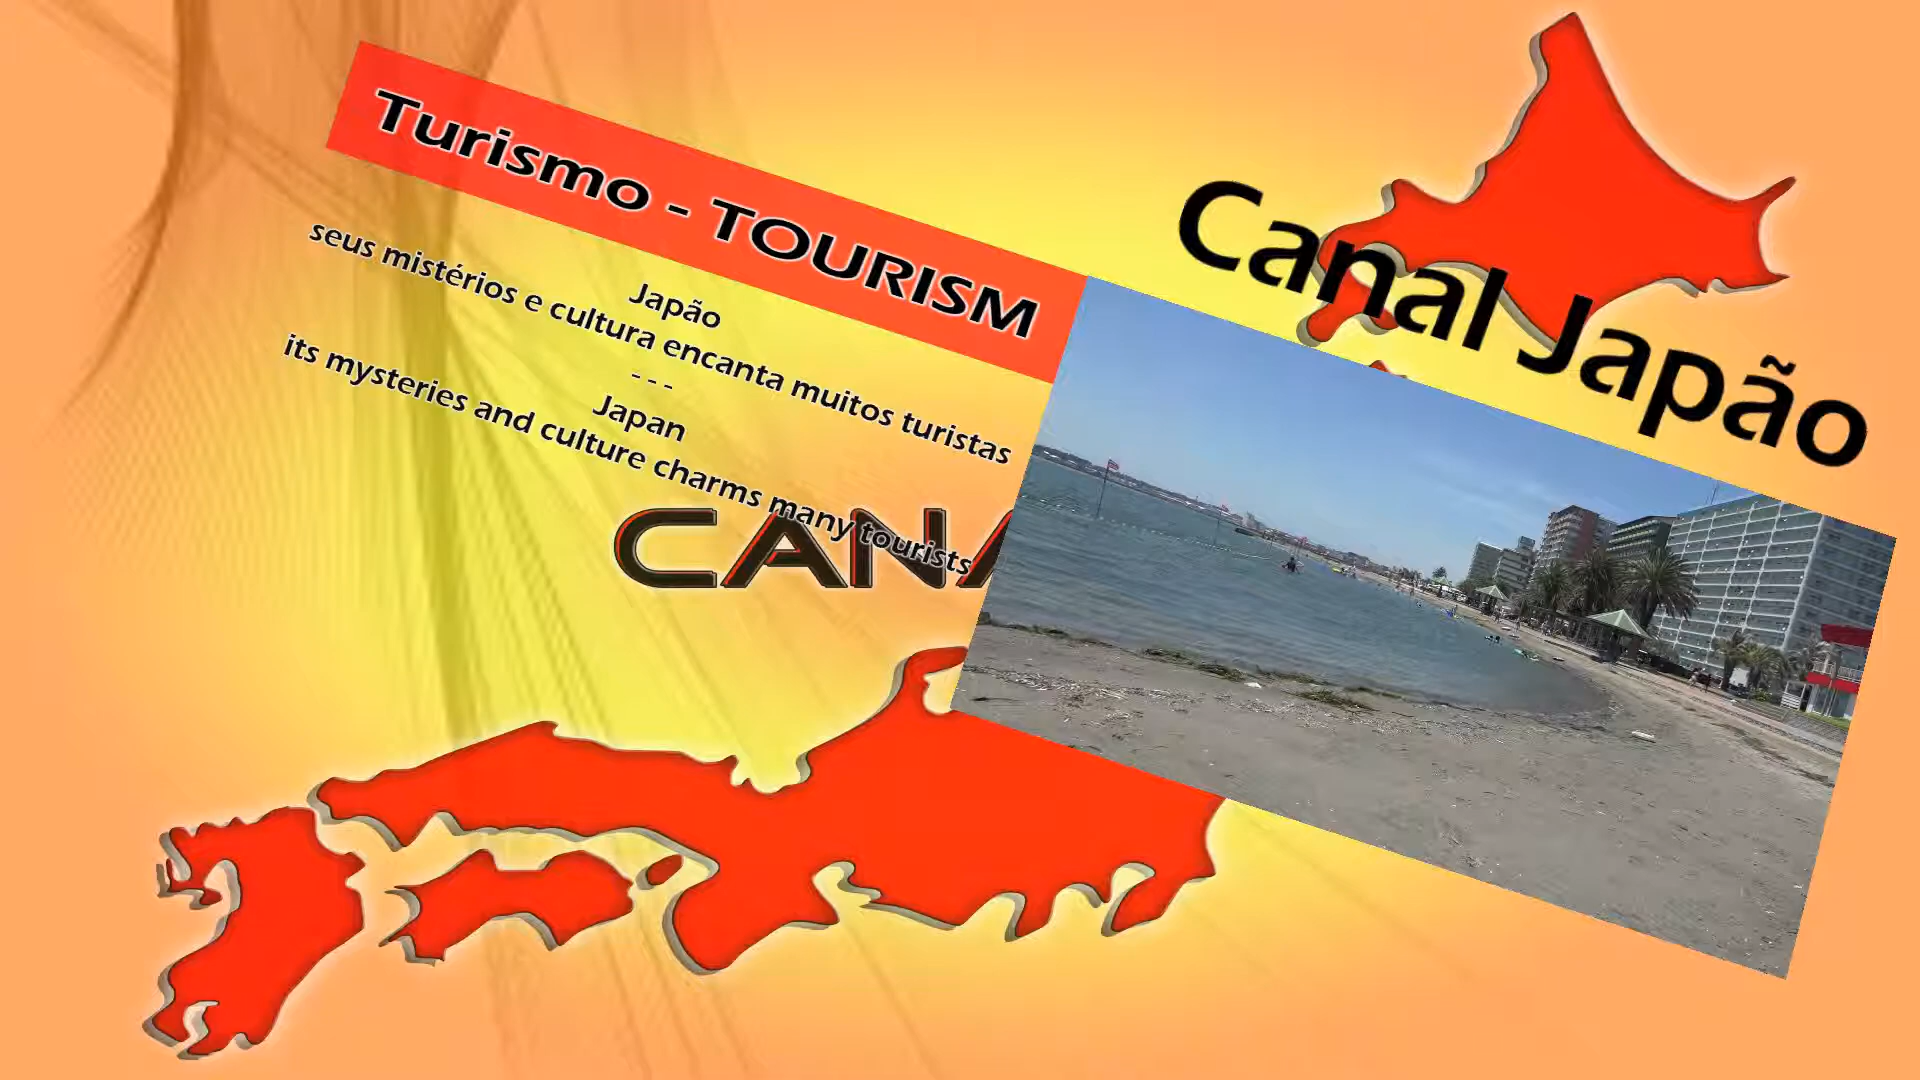 Turismo - TOURISM
Canal Japão
Japão
seus mistérios e cultura encanta muitos turistas
- - -
Japan
its mysteries and culture charms many tourists